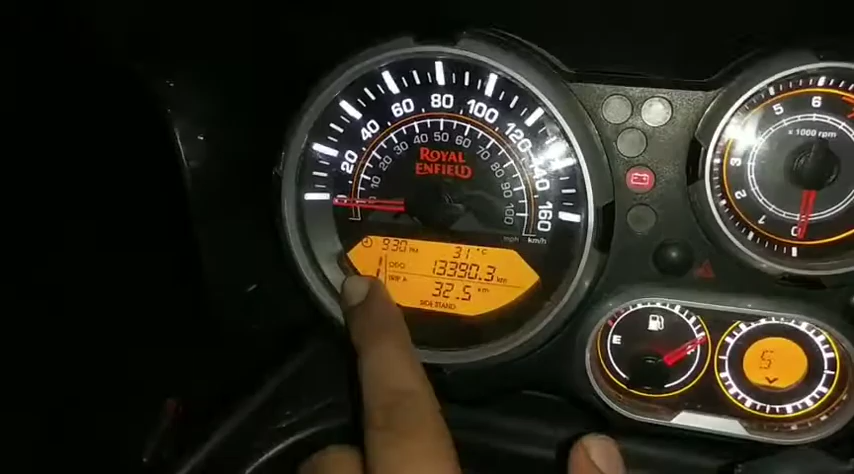 20 40 60 80 100 120 140 160
10 20 30 40 50 60 70 80 90 100
ROYAL
ENFIELD
mph km/h
9:30 PM 31 °C
ODO 13390.3 km
TRIP A 32.5 km
SIDE STAND
0 1 2 3 5 6
x 1000 rpm
E
S